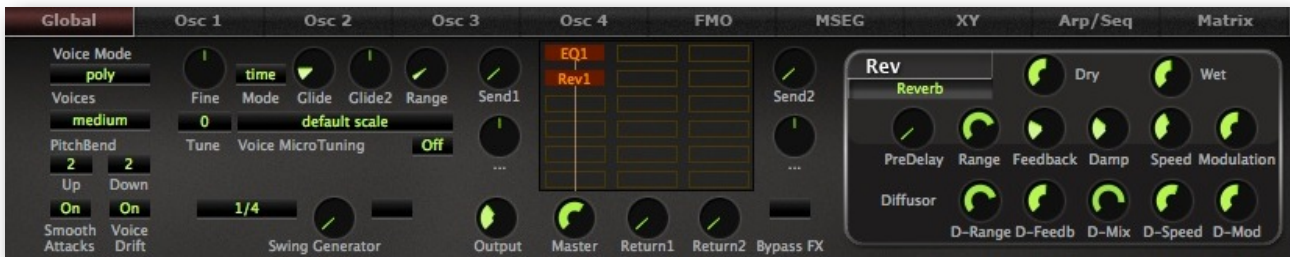 Global Osc 1 Osc 2 Osc 3 Osc 4 FMO MSEG XY Arp/Seq Matrix
Voice Mode
poly
Voices
medium
PitchBend
2 2
Up Down
On On
Smooth Voice
Attacks Drift
time
Fine Mode Glide Glide2 Range
0 default scale
Tune Voice MicroTuning Off
1/4
Swing Generator
Send1
...
Output
EQ1
Rev1
Master Return1 Return2 Bypass FX
Send2
...
Rev
Reverb
Dry Wet
PreDelay Range Feedback Damp Speed Modulation
Diffusor
D-Range D-Feedb D-Mix D-Speed D-Mod